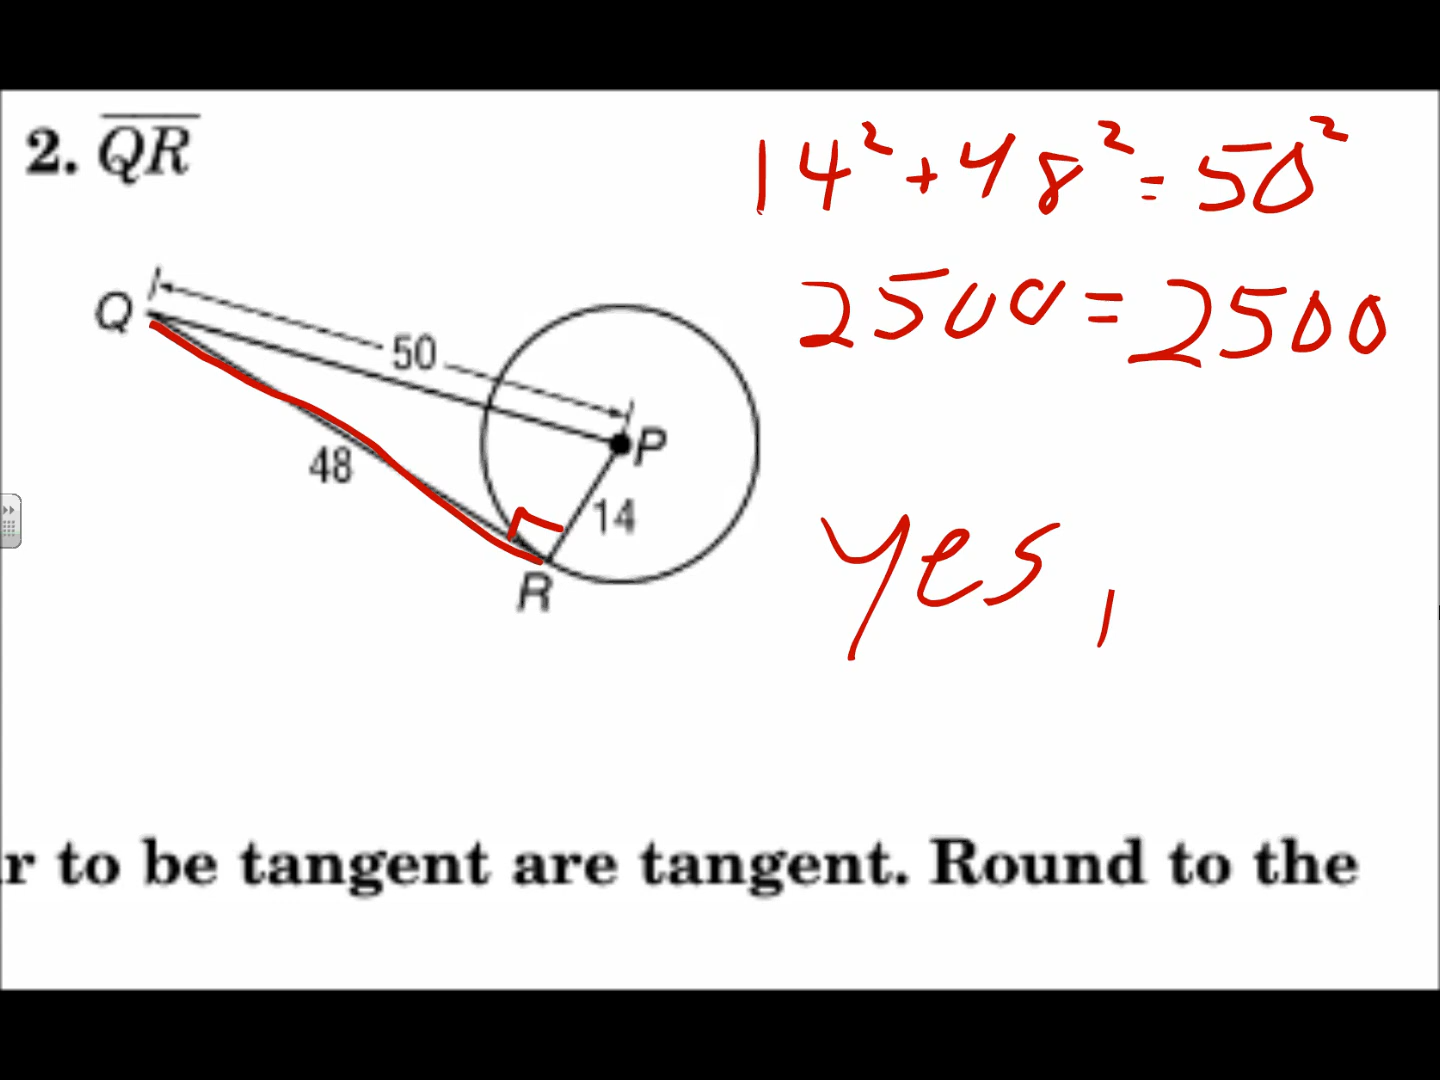 2. QR
14² + 48² = 50²
2500 = 2500
Q
50
P
48
14
R
yes,
r to be tangent are tangent. Round to the